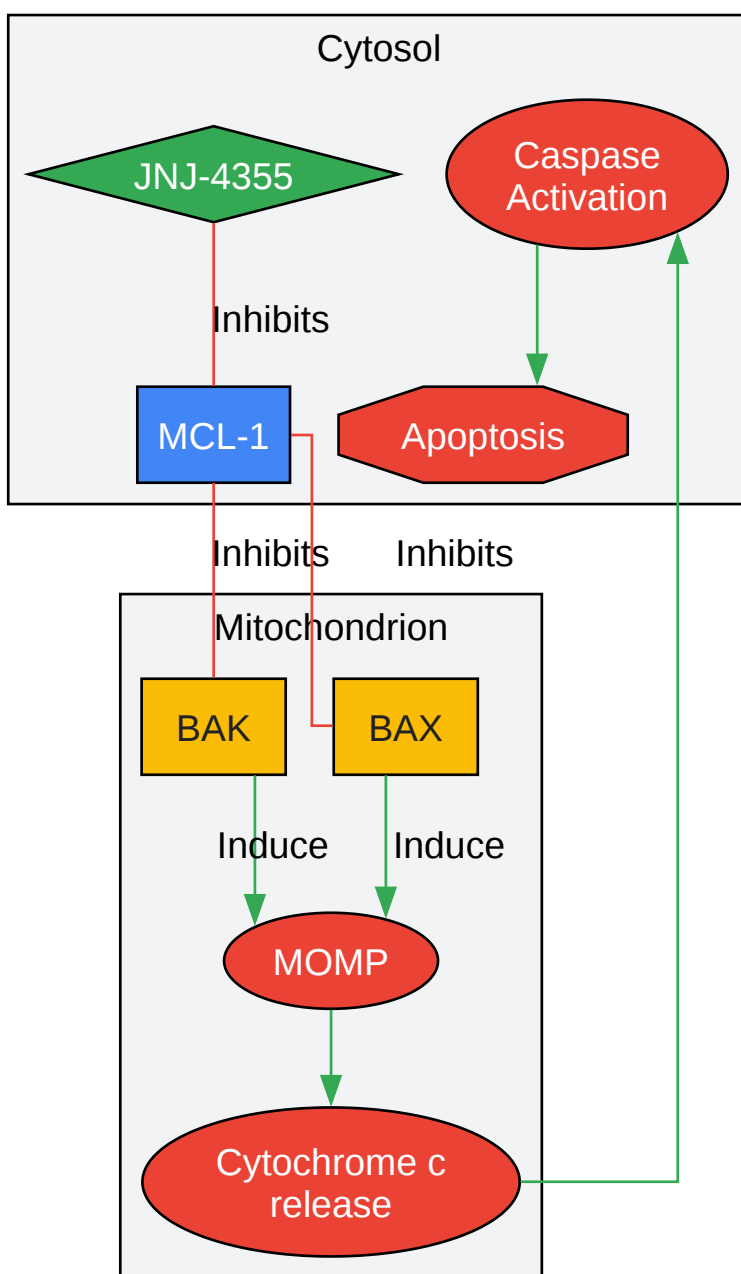 Cytosol
JNJ-4355
Caspase
Activation
Inhibits
MCL-1
Apoptosis
Inhibits
Inhibits
Mitochondrion
BAK
BAX
Induce
Induce
MOMP
Cytochrome c
release